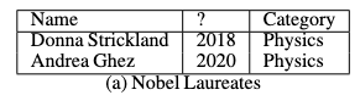 Name ? Category
Donna Strickland 2018 Physics
Andrea Ghez 2020 Physics
(a) Nobel Laureates